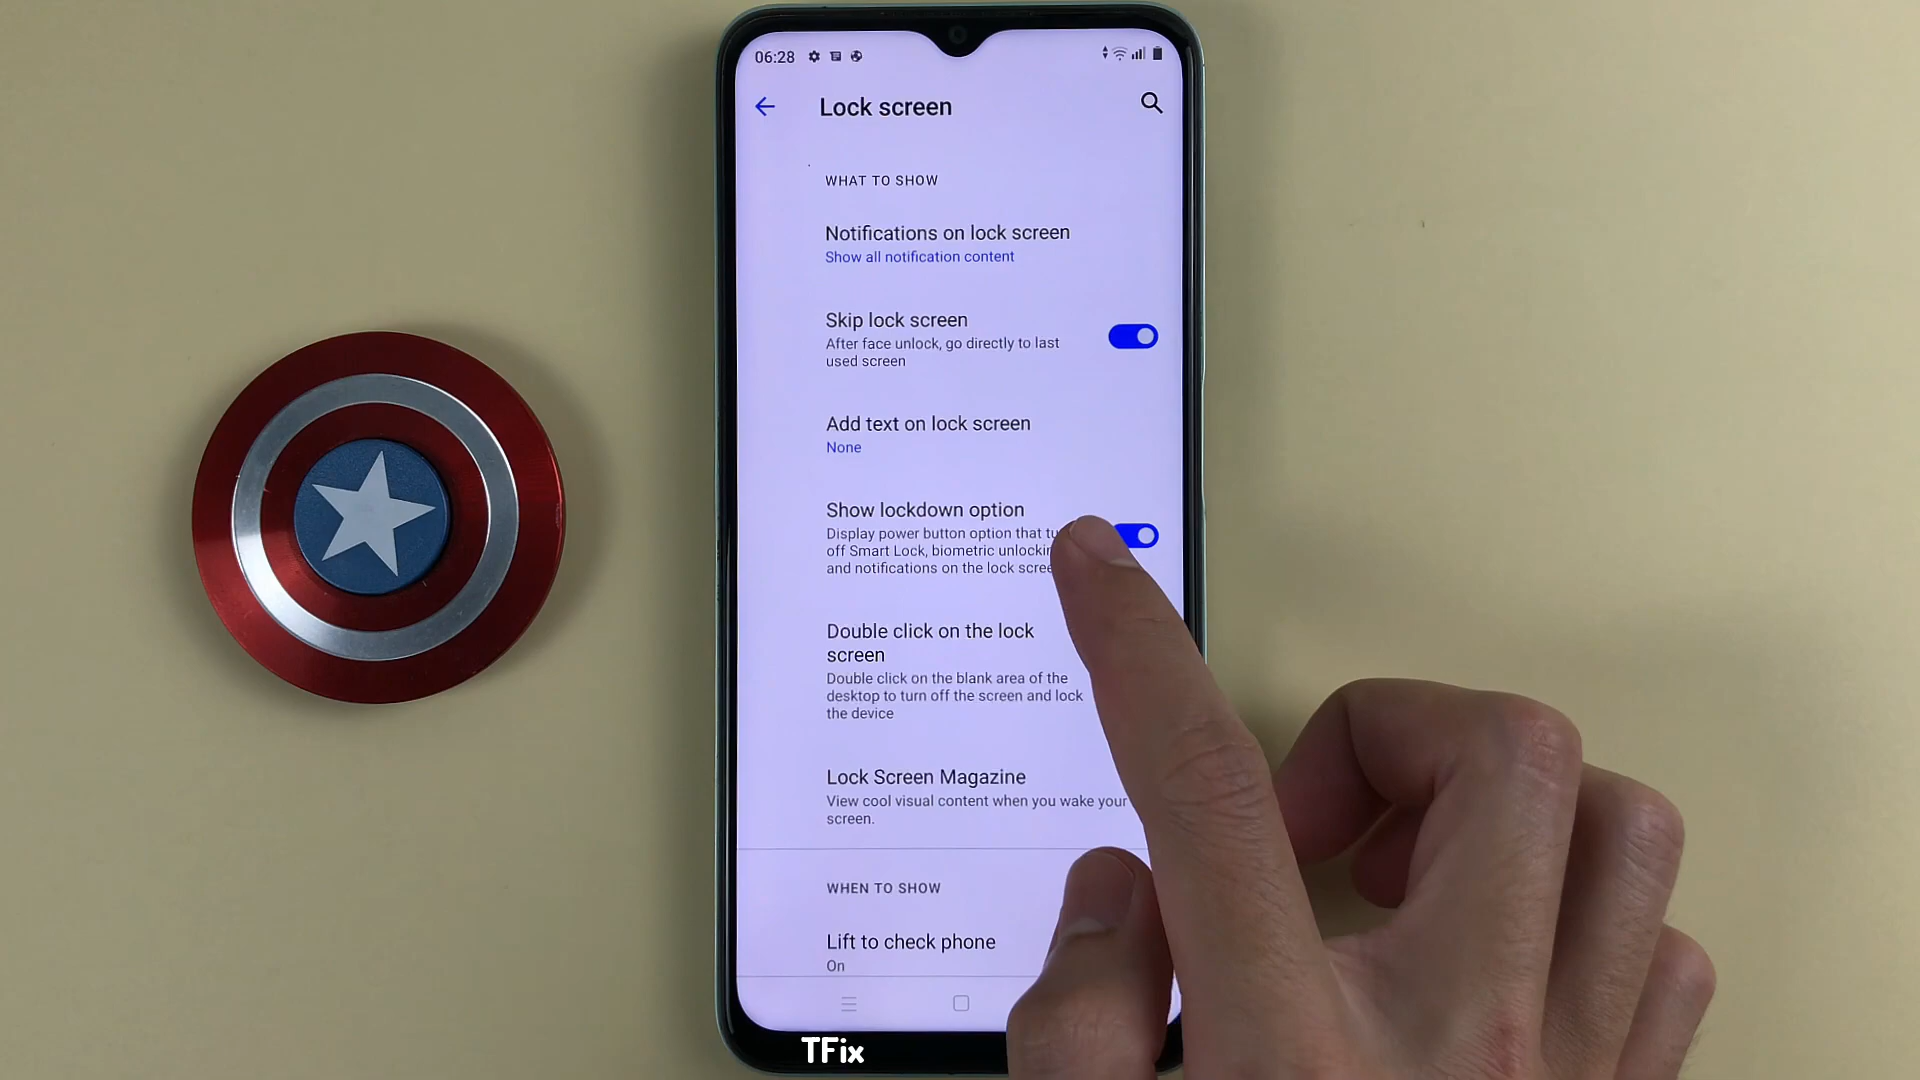 06:28
Lock screen
WHAT TO SHOW
Notifications on lock screen
Show all notification content
Skip lock screen
After face unlock, go directly to last
used screen
Add text on lock screen
None
Show lockdown option
Display power button option that
off Smart Lock, biometric
and notifications on the lock
Double click on the lock
screen
Double click on the blank area of the
desktop to turn off the screen and lock
the device
Lock Screen Magazine
View cool visual content when you wake your
screen.
WHEN TO SHOW
Lift to check phone
On
TFix